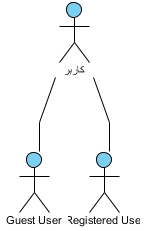 کاربر
Guest User
Registered Use